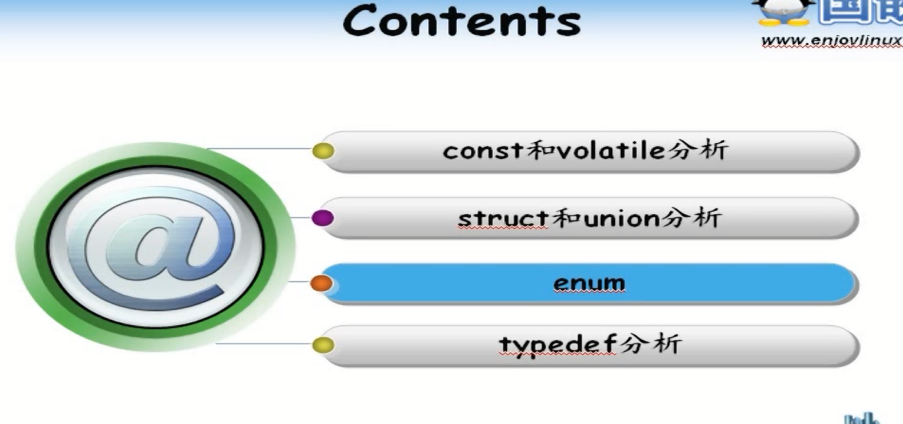 Contents
国嵌
www.enjoylinux
const和volatile分析
struct和union分析
enum
typedef分析